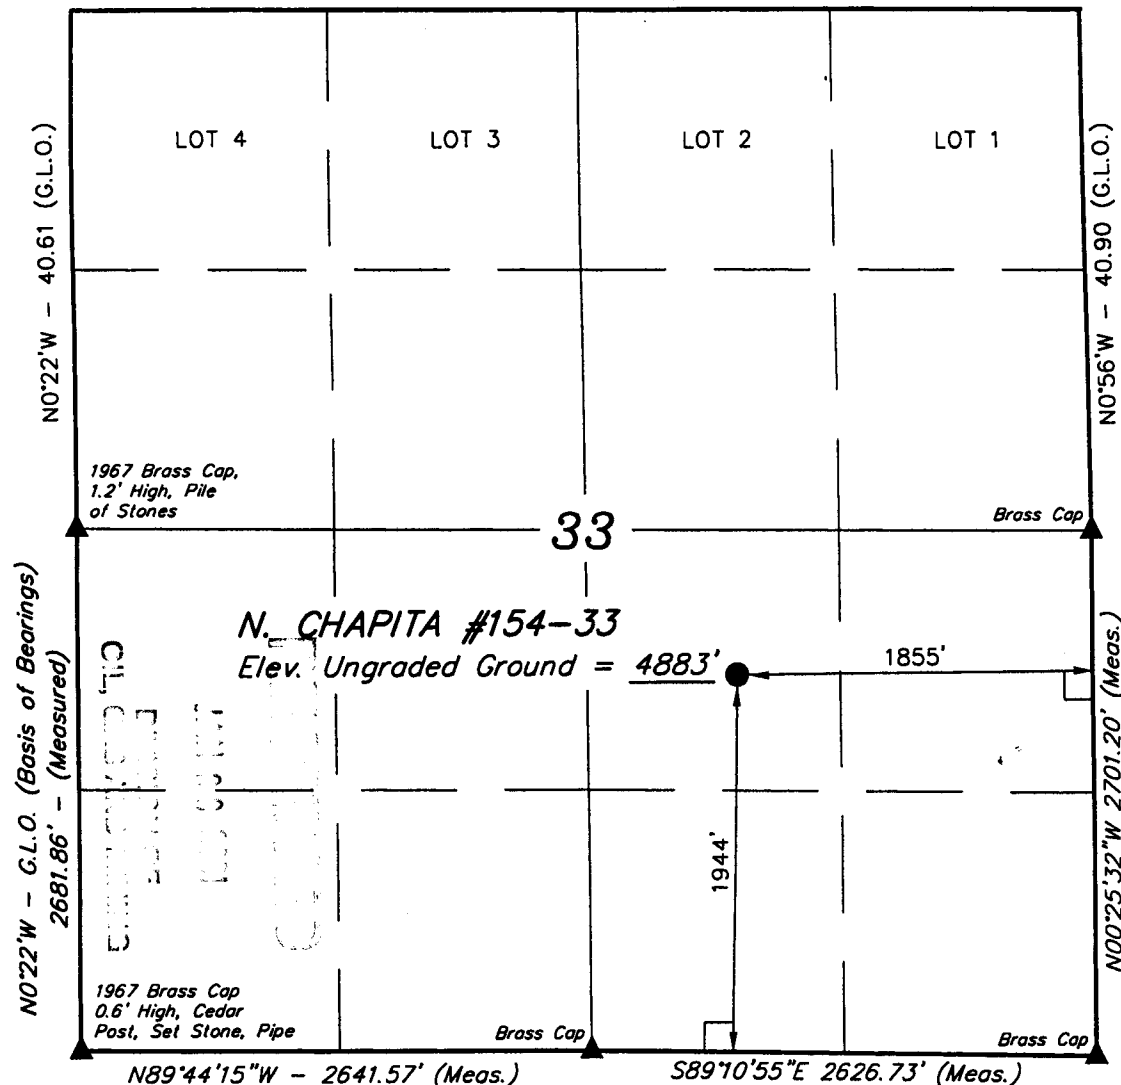 LOT 4
LOT 3
LOT 2
LOT 1
N0°22'W - 40.61 (G.L.O.)
N0°56'W - 40.90 (G.L.O.)
1967 Brass Cap,
1.2' High, Pile
of Stones
33
Brass Cap
N. CHAPITA #154-33
Elev. Ungraded Ground = 4883'
1855'
1944'
N0°22'W - G.L.O. (Basis of Bearings)
2681.86' - (Measured)
N00°25'32"W 2701.20' (Meas.)
1967 Brass Cap
0.6' High, Cedar
Post, Set Stone, Pipe
Brass Cap
Brass Cap
N89°44'15"W - 2641.57' (Meas.)
S89°10'55"E 2626.73' (Meas.)